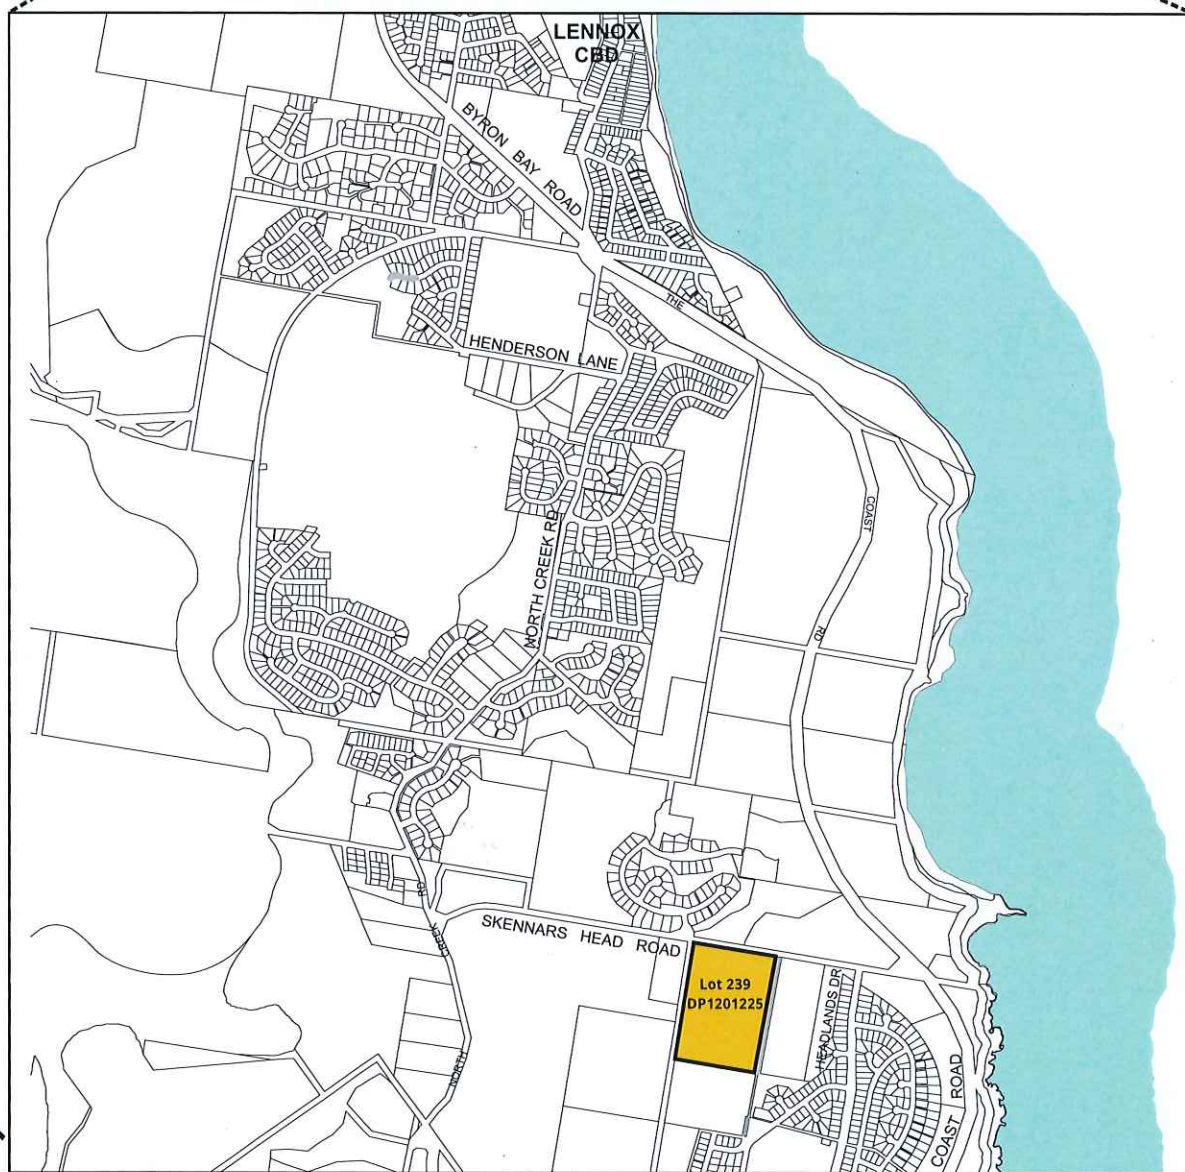 LENNOX
CBD
BYRON BAY ROAD
THE
HENDERSON LANE
COAST
NORTH CREEK RD
RD
RD
CREEK
SKENNARS HEAD ROAD
Lot 239
DP1201225
HEADLANDS DR
NORTH
COAST ROAD